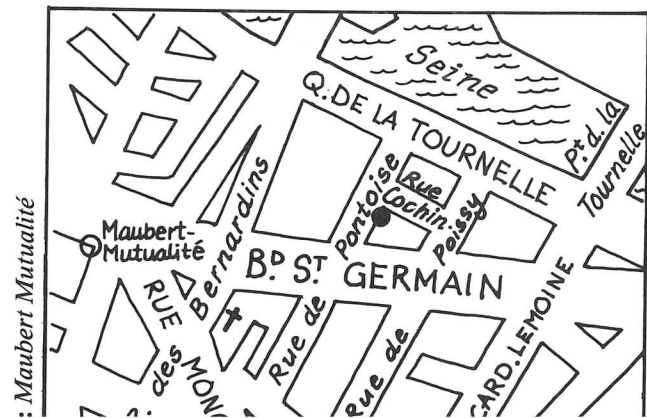 Seine
Q. DE LA TOURNELLE
Pt. d. la
Tournelle
Pontoise
Rue
Cochin
Poissy
Bernardins
Maubert-
Mutualité
BD. ST. GERMAIN
RUE
MONG
des
Rue de
Rue de
CARD. LEMOINE
: Maubert Mutualité